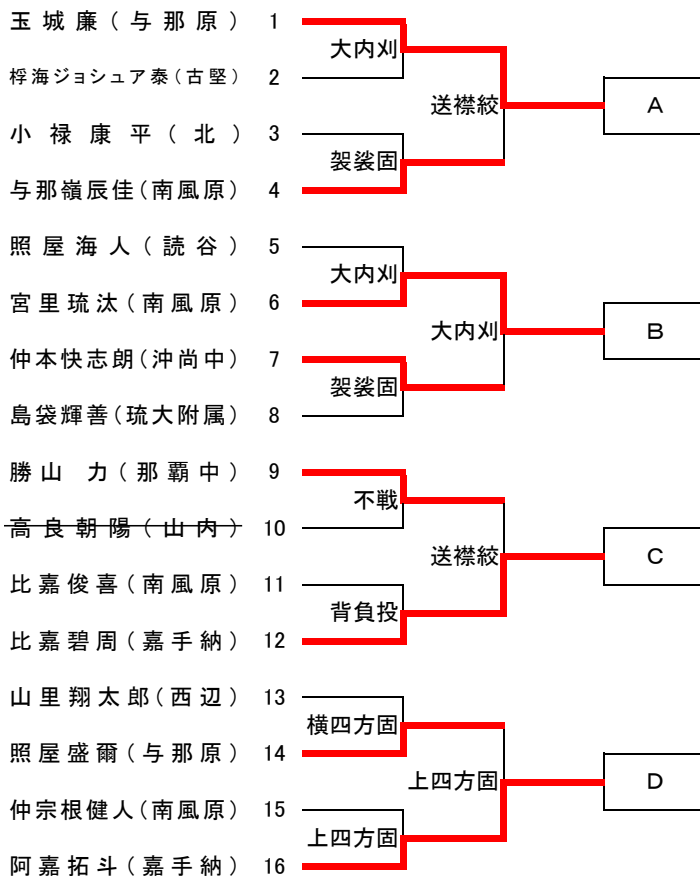 玉城廉(与那原) 1
大内刈
桴海ジョシュア泰(古堅) 2
送襟絞 A
小禄康平(北) 3
袈裟固
与那嶺辰佳(南風原) 4
照屋海人(読谷) 5
大内刈
宮里琉汰(南風原) 6
大内刈 B
仲本快志朗(沖尚中) 7
袈裟固
島袋輝善(琉大附属) 8
勝山 力(那覇中) 9
不戦
高良朝陽(山内) 10
送襟絞 C
比嘉俊喜(南風原) 11
背負投
比嘉碧周(嘉手納) 12
山里翔太郎(西辺) 13
横四方固
照屋盛爾(与那原) 14
上四方固 D
仲宗根健人(南風原) 15
上四方固
阿嘉拓斗(嘉手納) 16